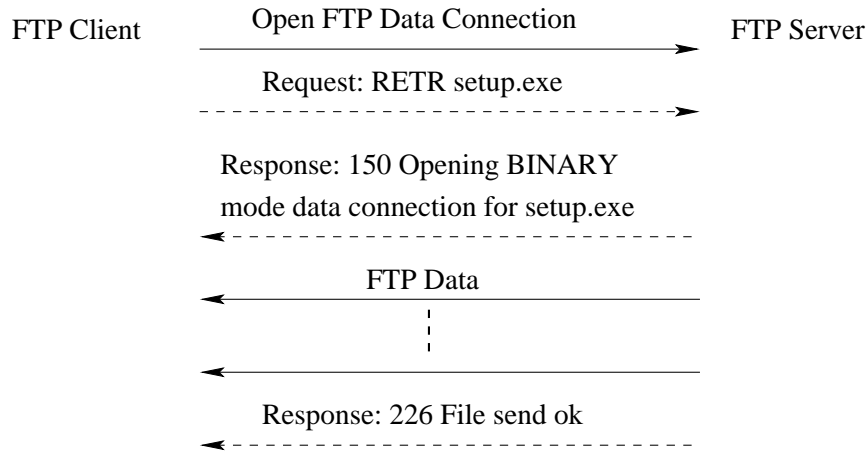 FTP Client
Open FTP Data Connection
FTP Server
Request: RETR setup.exe
Response: 150 Opening BINARY
mode data connection for setup.exe
FTP Data
Response: 226 File send ok